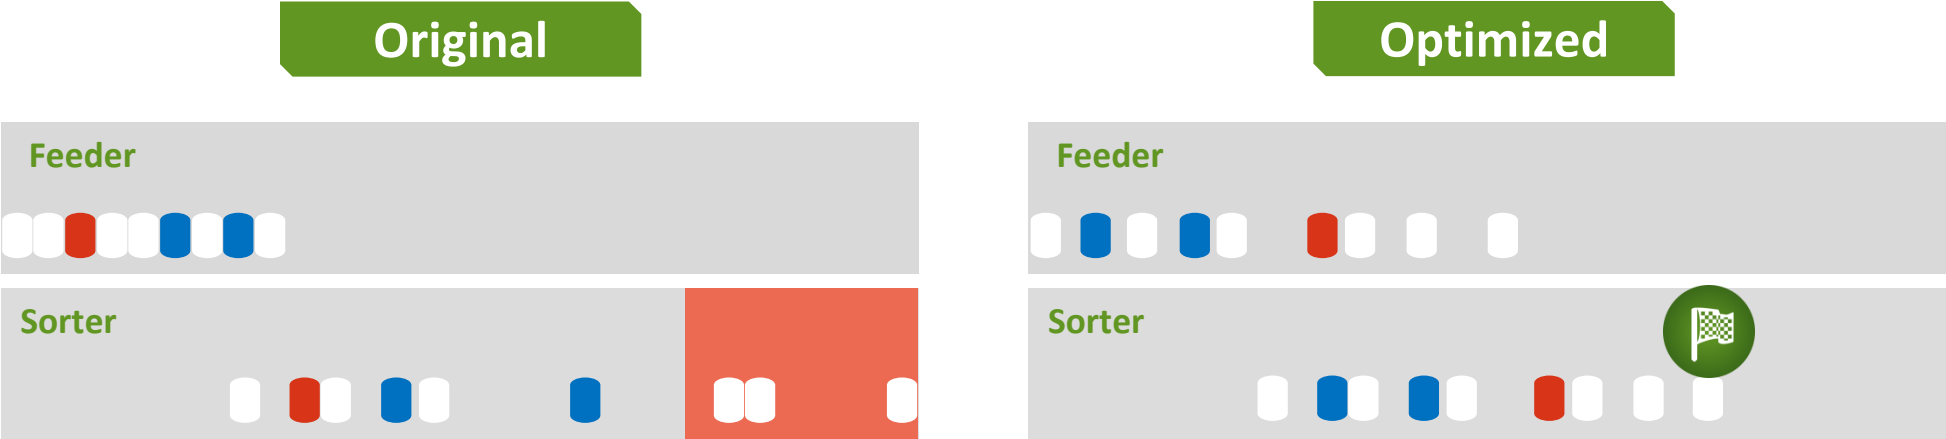 Original
Optimized
Feeder
Feeder
Sorter
Sorter